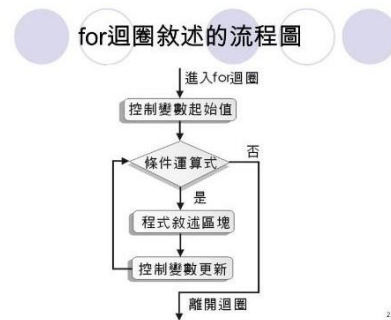 for迴圈敘述的流程圖
進入for迴圈
控制變數起始值
條件運算式
否
是
程式敘述區塊
控制變數更新
離開迴圈